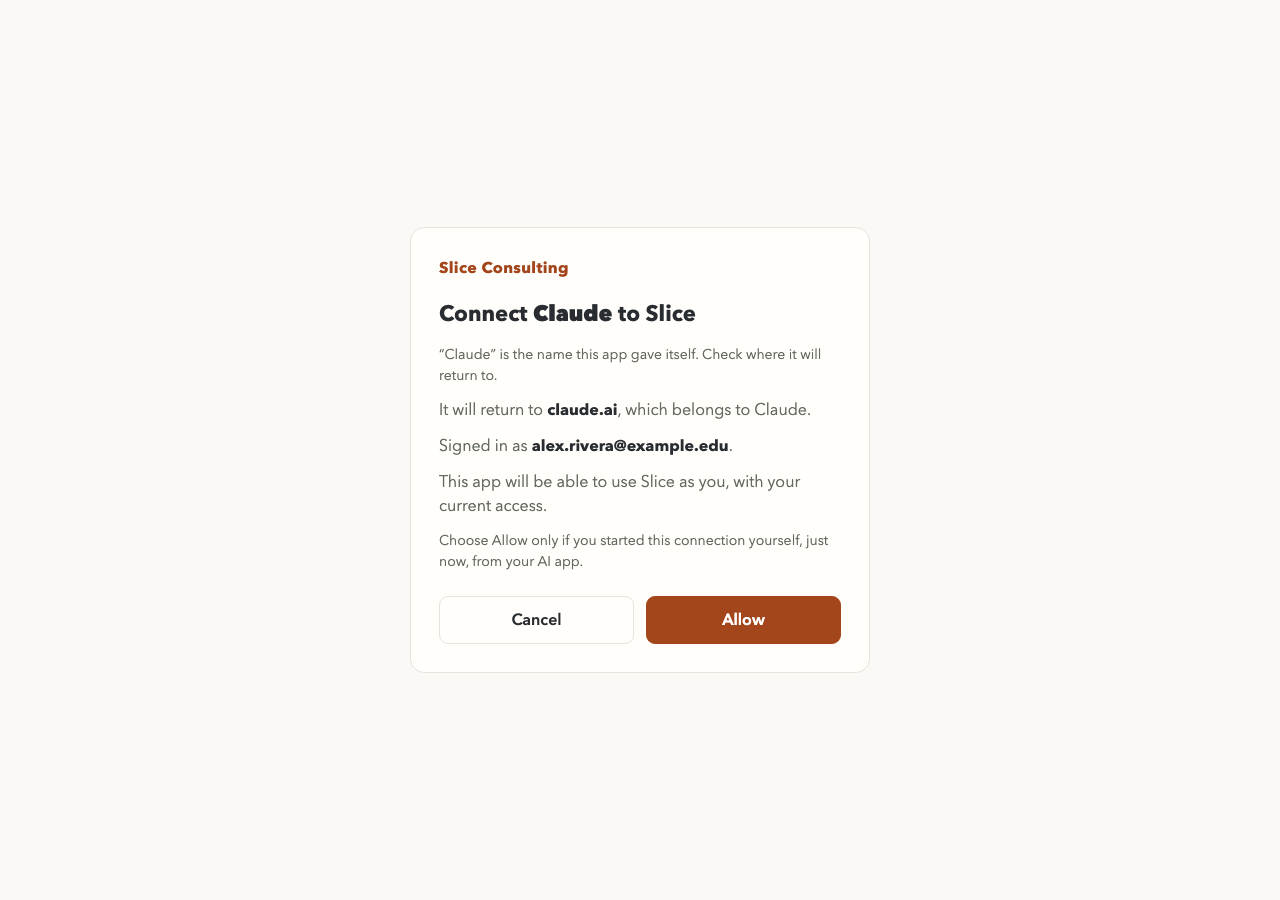 Slice Consulting
Connect Claude to Slice
“Claude” is the name this app gave itself. Check where it will
return to.
It will return to claude.ai, which belongs to Claude.
Signed in as alex.rivera@example.edu.
This app will be able to use Slice as you, with your
current access.
Choose Allow only if you started this connection yourself, just
now, from your AI app.
Cancel
Allow